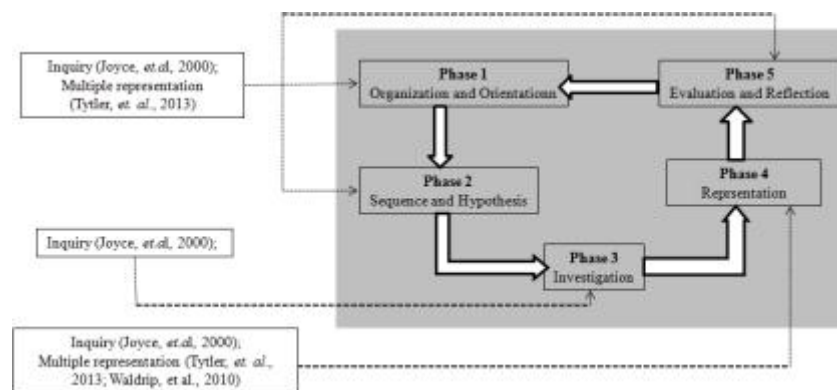 Inquiry (Joyce, et.al, 2000);
Multiple representation
(Tytler, et. al., 2013)
Phase 1
Organization and Orientationn
Phase 5
Evaluation and Reflection
Phase 2
Sequence and Hypothesis
Phase 4
Representation
Inquiry (Joyce, et.al, 2000);
Phase 3
Investigation
Inquiry (Joyce, et.al, 2000);
Multiple representation (Tytler, et. al.,
2013; Waldrip, et al., 2010)